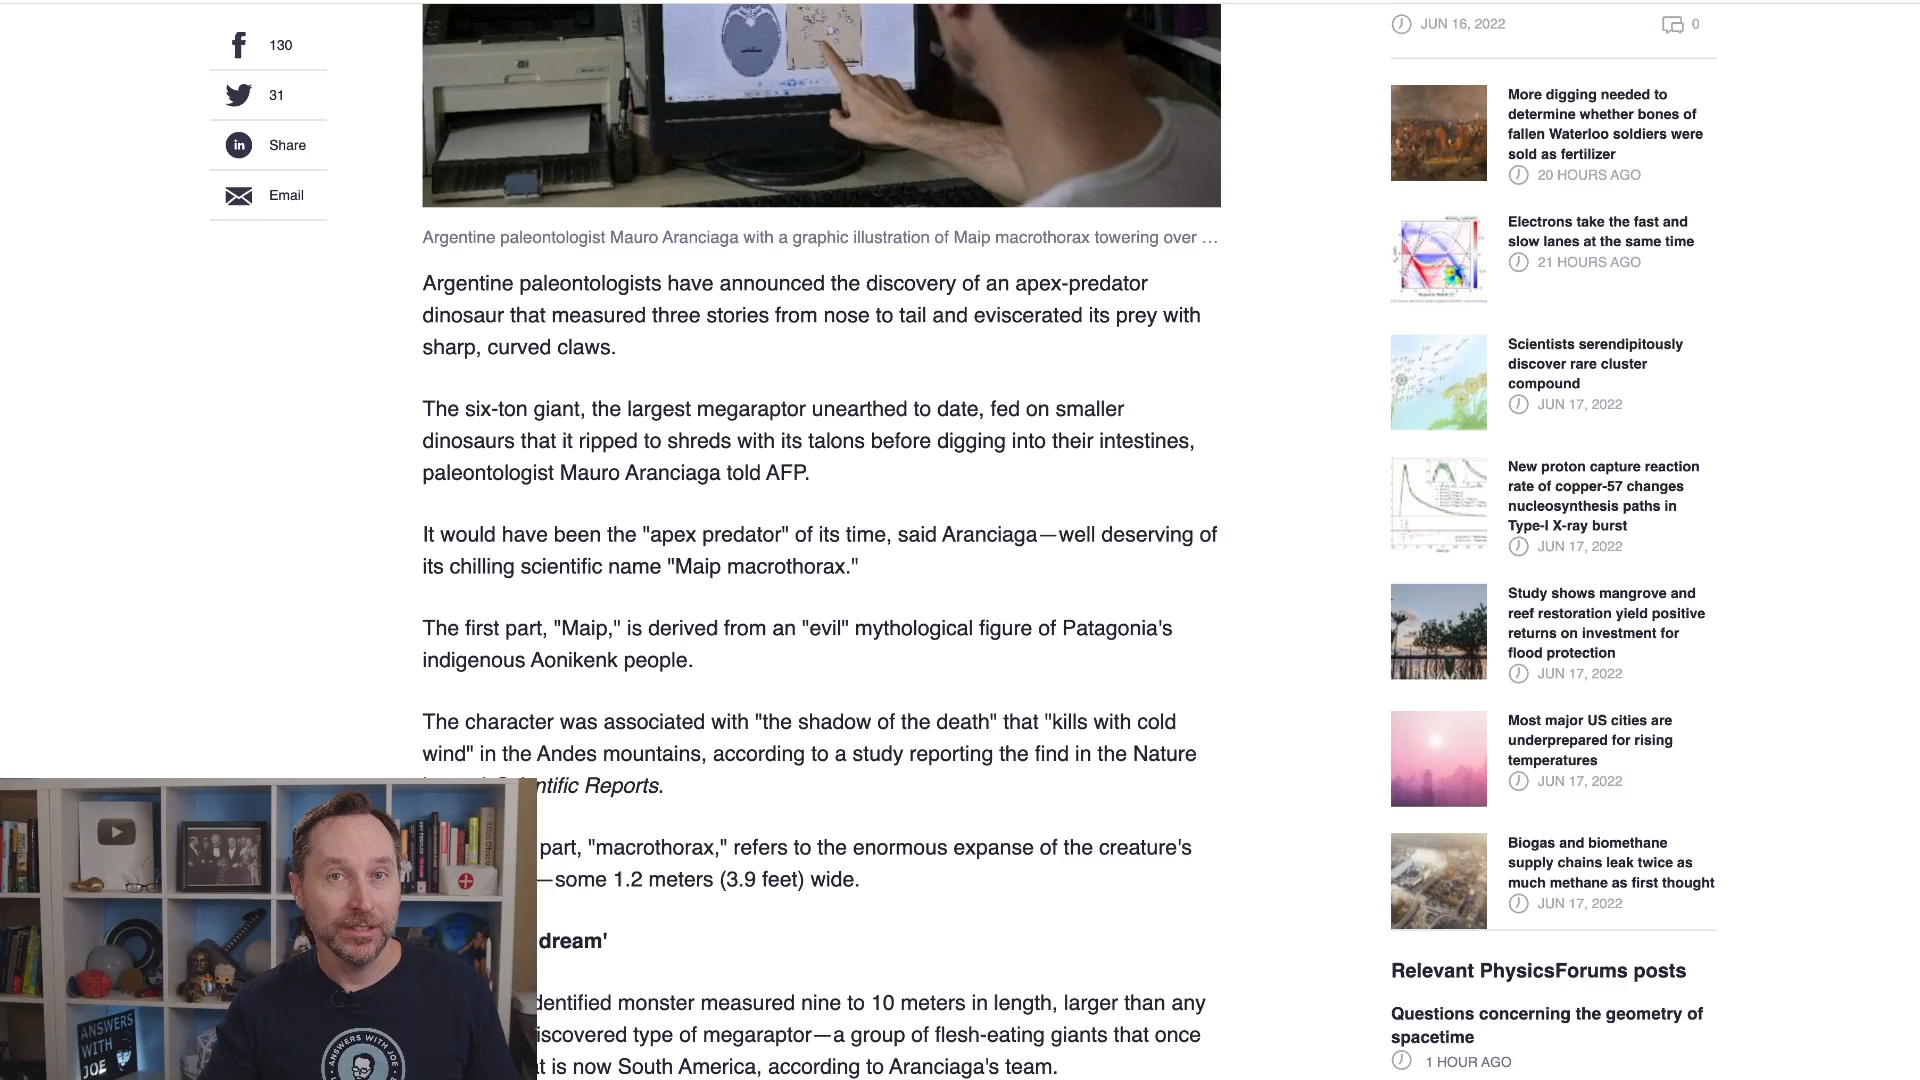 130
31
Share
Email
Argentine paleontologist Mauro Aranciaga with a graphic illustration of Maip macrothorax towering over ...
Argentine paleontologists have announced the discovery of an apex-predator
dinosaur that measured three stories from nose to tail and eviscerated its prey with
sharp, curved claws.
The six-ton giant, the largest megaraptor unearthed to date, fed on smaller
dinosaurs that it ripped to shreds with its talons before digging into their intestines,
paleontologist Mauro Aranciaga told AFP.
It would have been the "apex predator" of its time, said Aranciaga—well deserving of
its chilling scientific name "Maip macrothorax."
The first part, "Maip," is derived from an "evil" mythological figure of Patagonia's
indigenous Aonikenk people.
The character was associated with "the shadow of the death" that "kills with cold
wind" in the Andes mountains, according to a study reporting the find in the Nature
ntific Reports.
part, "macrothorax," refers to the enormous expanse of the creature's
—some 1.2 meters (3.9 feet) wide.
dream'
dentified monster measured nine to 10 meters in length, larger than any
iscovered type of megaraptor—a group of flesh-eating giants that once
t is now South America, according to Aranciaga's team.
JUN 16, 2022
0
More digging needed to
determine whether bones of
fallen Waterloo soldiers were
sold as fertilizer
20 HOURS AGO
Electrons take the fast and
slow lanes at the same time
21 HOURS AGO
Scientists serendipitously
discover rare cluster
compound
JUN 17, 2022
New proton capture reaction
rate of copper-57 changes
nucleosynthesis paths in
Type-I X-ray burst
JUN 17, 2022
Study shows mangrove and
reef restoration yield positive
returns on investment for
flood protection
JUN 17, 2022
Most major US cities are
underprepared for rising
temperatures
JUN 17, 2022
Biogas and biomethane
supply chains leak twice as
much methane as first thought
JUN 17, 2022
Relevant PhysicsForums posts
Questions concerning the geometry of
spacetime
1 HOUR AGO
ANSWERS
WITH
JOE
ANSWERS WITH JOE